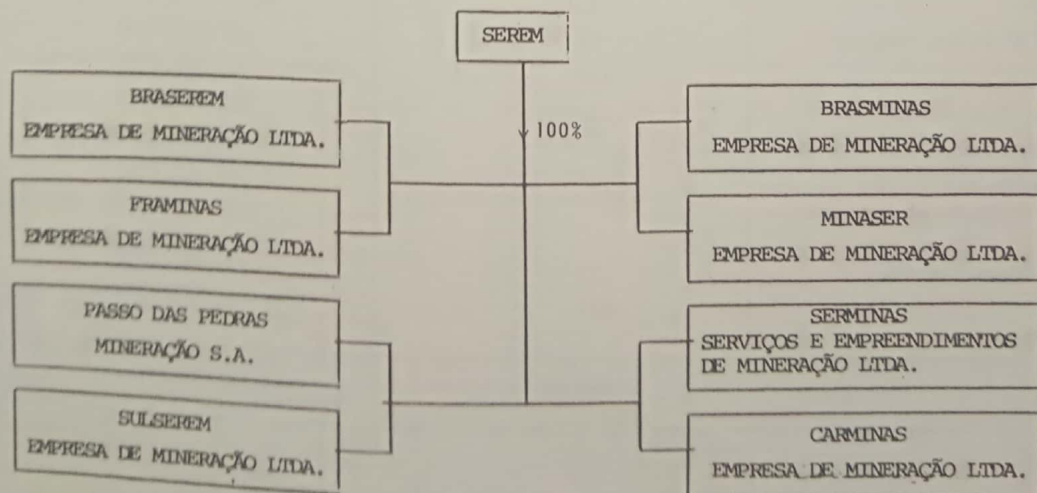 SEREM
100%
BRASEREM
EMPRESA DE MINERAÇÃO LTDA.
FRAMINAS
EMPRESA DE MINERAÇÃO LTDA.
PASSO DAS PEDRAS
MINERAÇÃO S.A.
SULSEREM
EMPRESA DE MINERAÇÃO LTDA.
BRASMINAS
EMPRESA DE MINERAÇÃO LTDA.
MINASER
EMPRESA DE MINERAÇÃO LTDA.
SERMINAS
SERVIÇOS E EMPREENDIMENTOS
DE MINERAÇÃO LTDA.
CARMINAS
EMPRESA DE MINERAÇÃO LTDA.